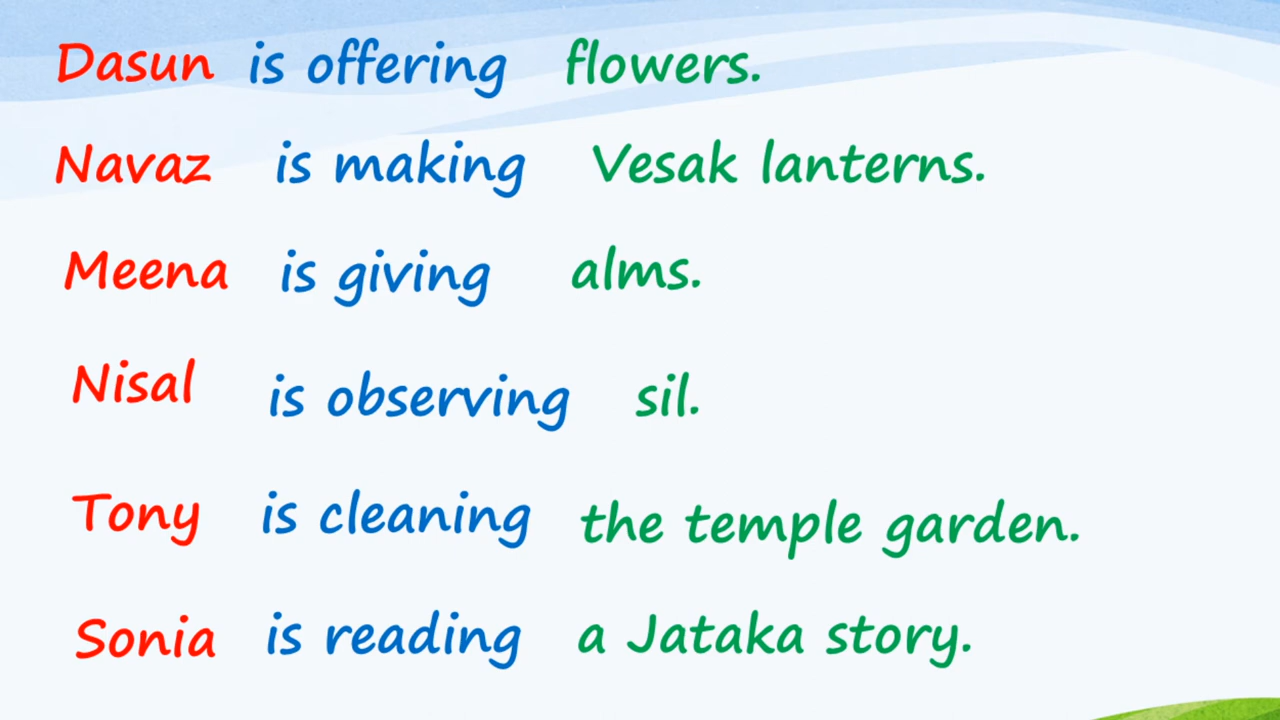 Dasun is offering flowers.
Navaz is making Vesak lanterns.
Meena is giving alms.
Nisal is observing sil.
Tony is cleaning the temple garden.
Sonia is reading a Jataka story.